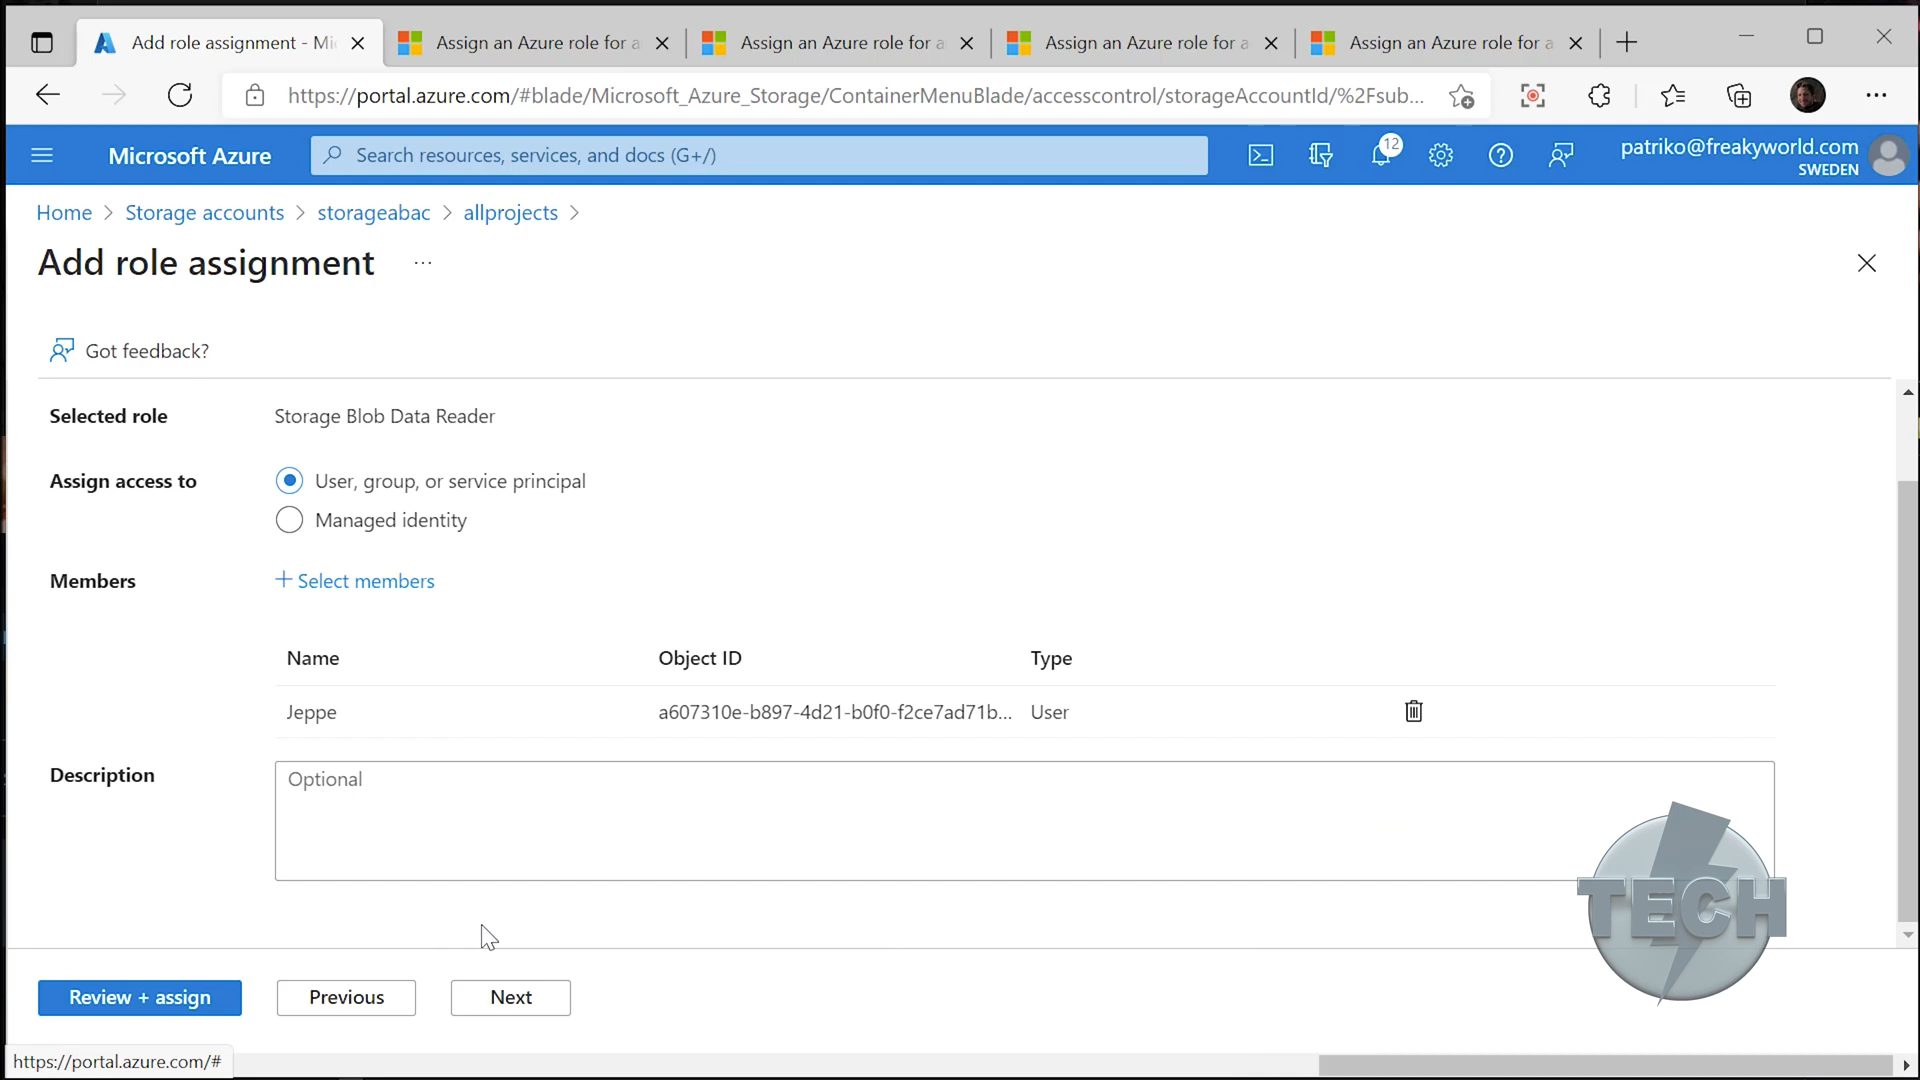 Add role assignment - Mi
Assign an Azure role for a
Assign an Azure role for a
Assign an Azure role for a
Assign an Azure role for a
https://portal.azure.com/#blade/Microsoft_Azure_Storage/ContainerMenuBlade/accesscontrol/storageAccountId/%2Fsub...
Microsoft Azure
Search resources, services, and docs (G+/)
12
patriko@freakyworld.com
SWEDEN
Home > Storage accounts > storageabac > allprojects >
Add role assignment ...
Got feedback?
Selected role Storage Blob Data Reader
Assign access to User, group, or service principal
Managed identity
Members + Select members
Name Object ID Type
Jeppe a607310e-b897-4d21-b0f0-f2ce7ad71b... User
Description Optional
TECH
Review + assign Previous Next
https://portal.azure.com/#